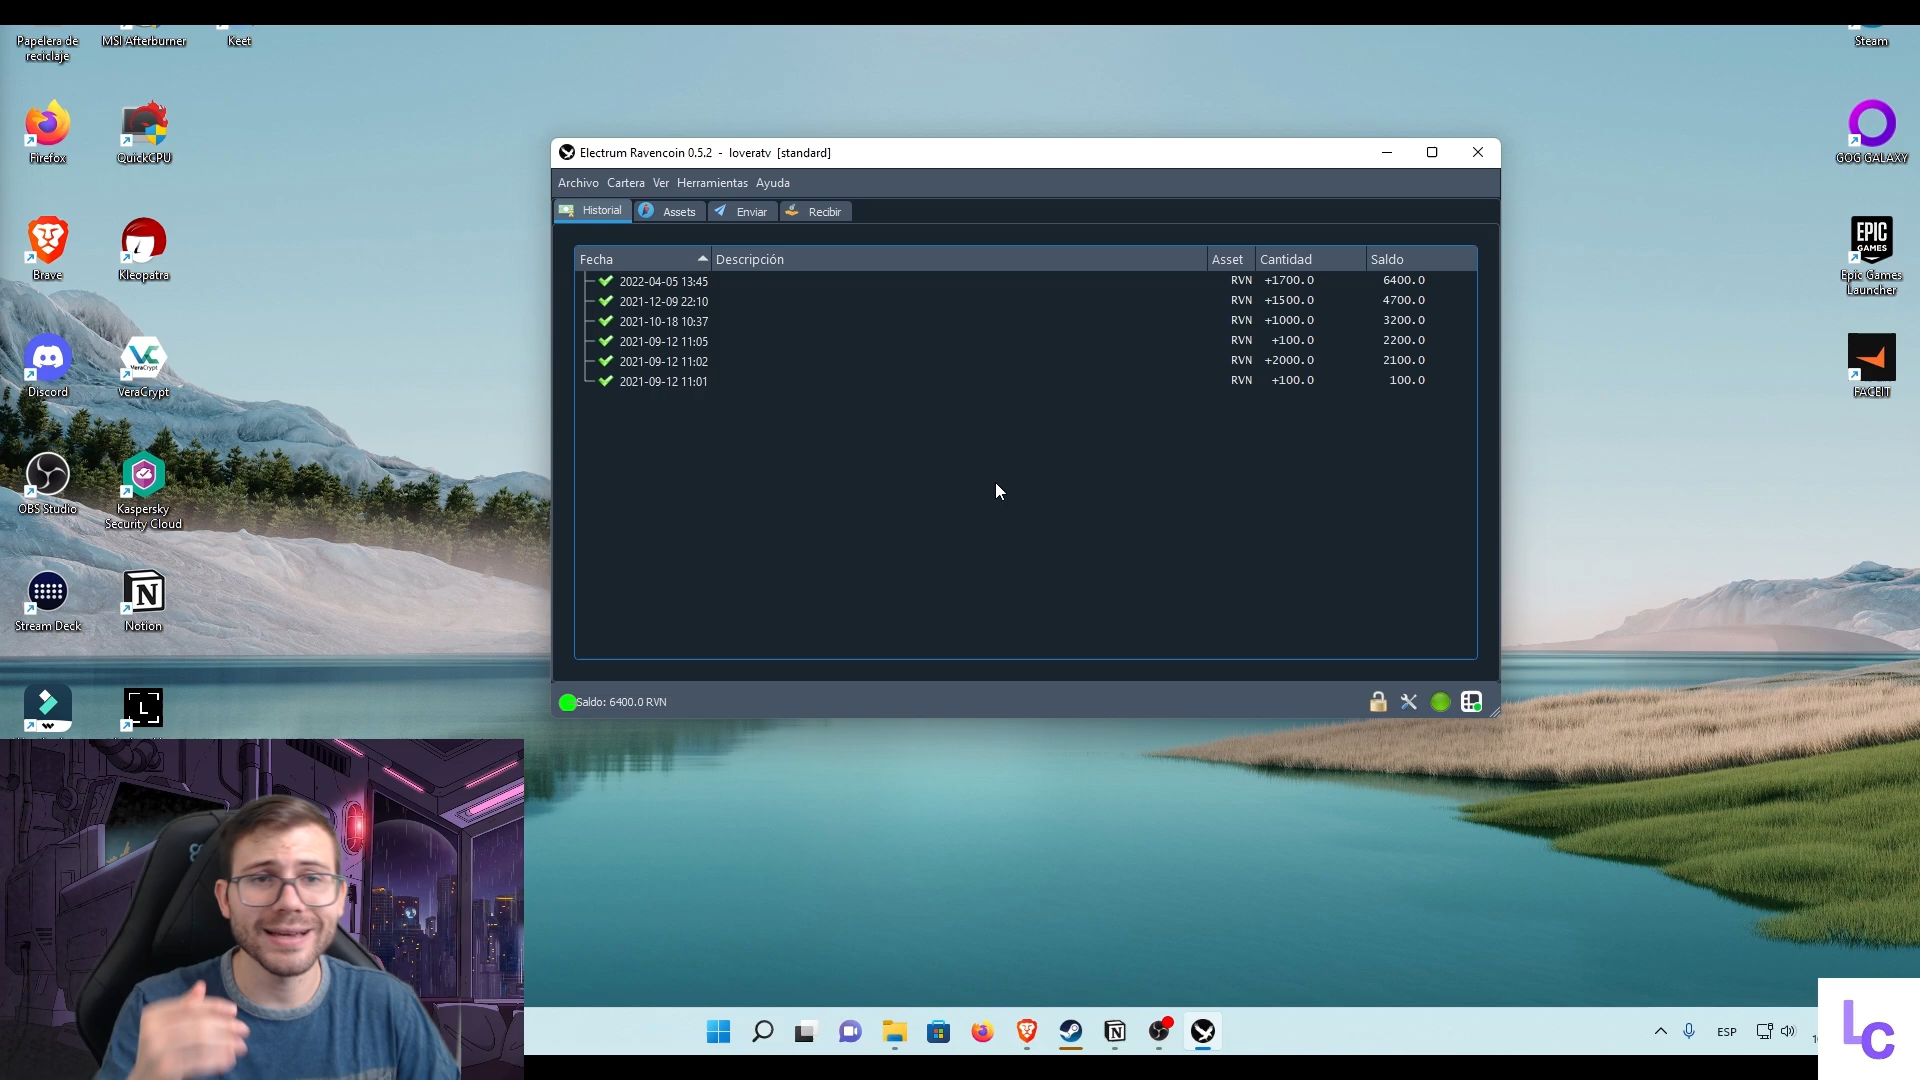 Papelera de
reciclaje
MSI Afterburner
Keet
Steam
Firefox
QuickCPU
GOG GALAXY
Brave
Kleopatra
EPIC
GAMES
Epic Games
Launcher
Discord
VC
VeraCrypt
VeraCrypt
FACEIT
OBS Studio
Kaspersky
Security Cloud
Stream Deck
Notion
Electrum Ravencoin 0.5.2 - loveratv [standard]
Archivo Cartera Ver Herramientas Ayuda
Historial Assets Enviar Recibir
Fecha Descripción Asset Cantidad Saldo
2022-04-05 13:45 RVN +1700.0 6400.0
2021-12-09 22:10 RVN +1500.0 4700.0
2021-10-18 10:37 RVN +1000.0 3200.0
2021-09-12 11:05 RVN +100.0 2200.0
2021-09-12 11:02 RVN +2000.0 2100.0
2021-09-12 11:01 RVN +100.0 100.0
Saldo: 6400.0 RVN
ESP
LC